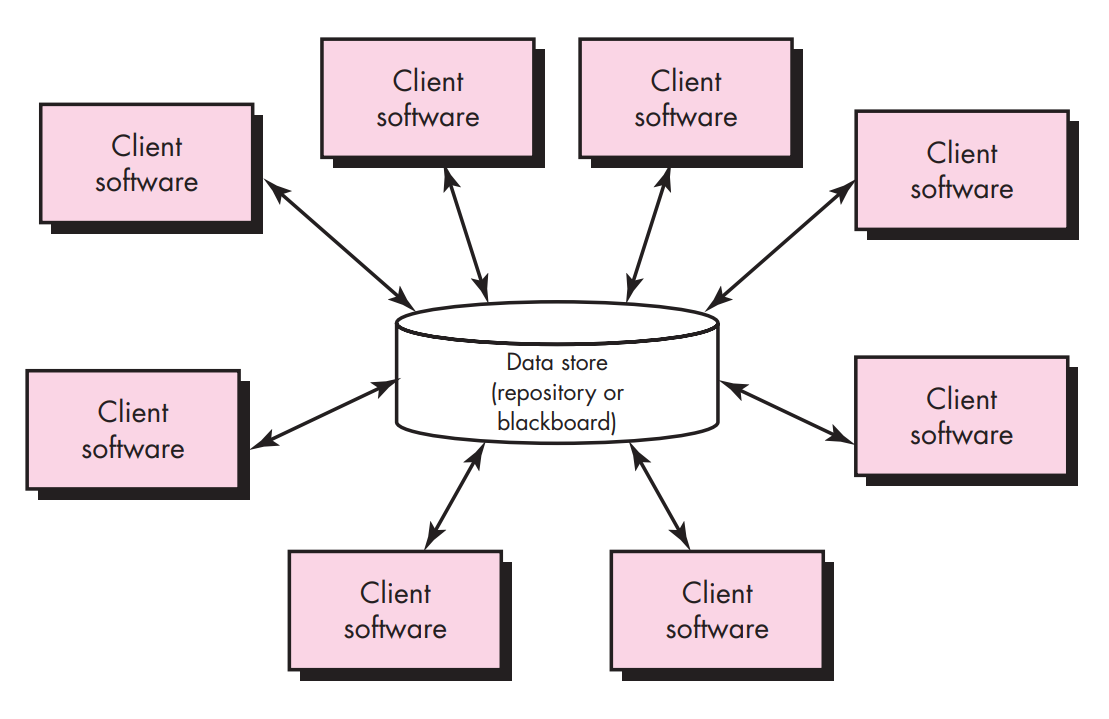 Client
software
Client
software
Client
software
Client
software
Data store
(repository or
blackboard)
Client
software
Client
software
Client
software
Client
software